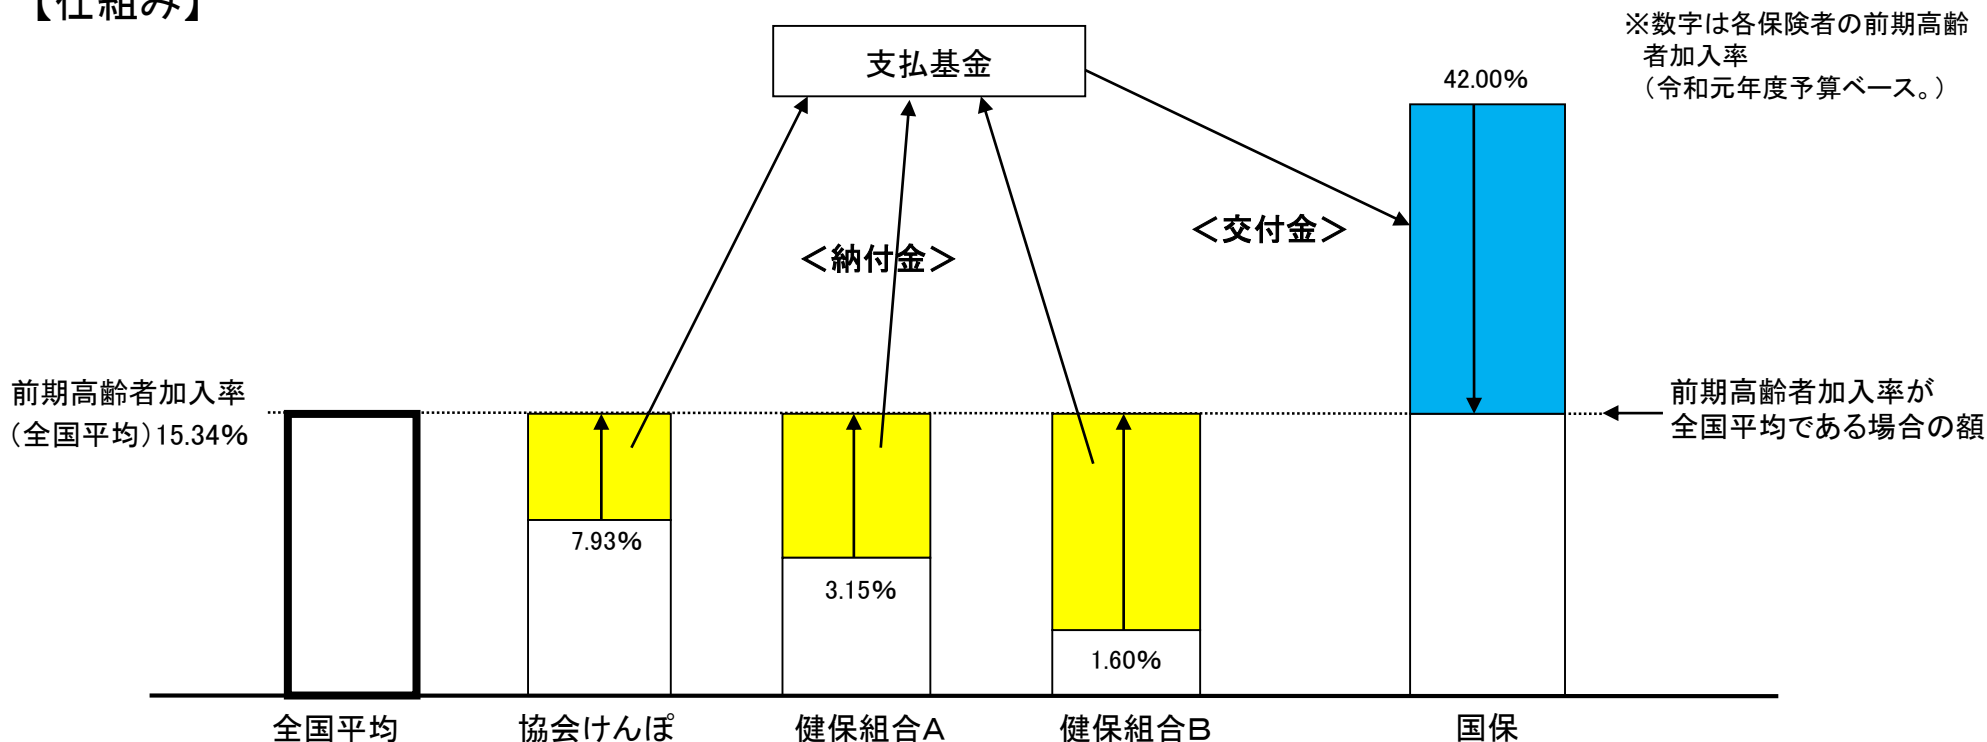 【仕組み】
支払基金
※数字は各保険者の前期高齢
者加入率
(令和元年度予算ベース。)
42.00%
<納付金>
<交付金>
前期高齢者加入率
(全国平均)15.34%
前期高齢者加入率が
全国平均である場合の額
7.93%
3.15%
1.60%
全国平均
協会けんぽ
健保組合A
健保組合B
国保